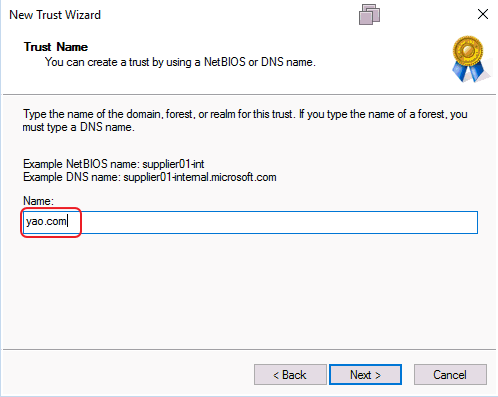 New Trust Wizard
Trust Name
You can create a trust by using a NetBIOS or DNS name.
Type the name of the domain, forest, or realm for this trust. If you type the name of a forest, you
must type a DNS name.
Example NetBIOS name: supplier01-int
Example DNS name: supplier01-internal.microsoft.com
Name:
yao.com
< Back
Next >
Cancel